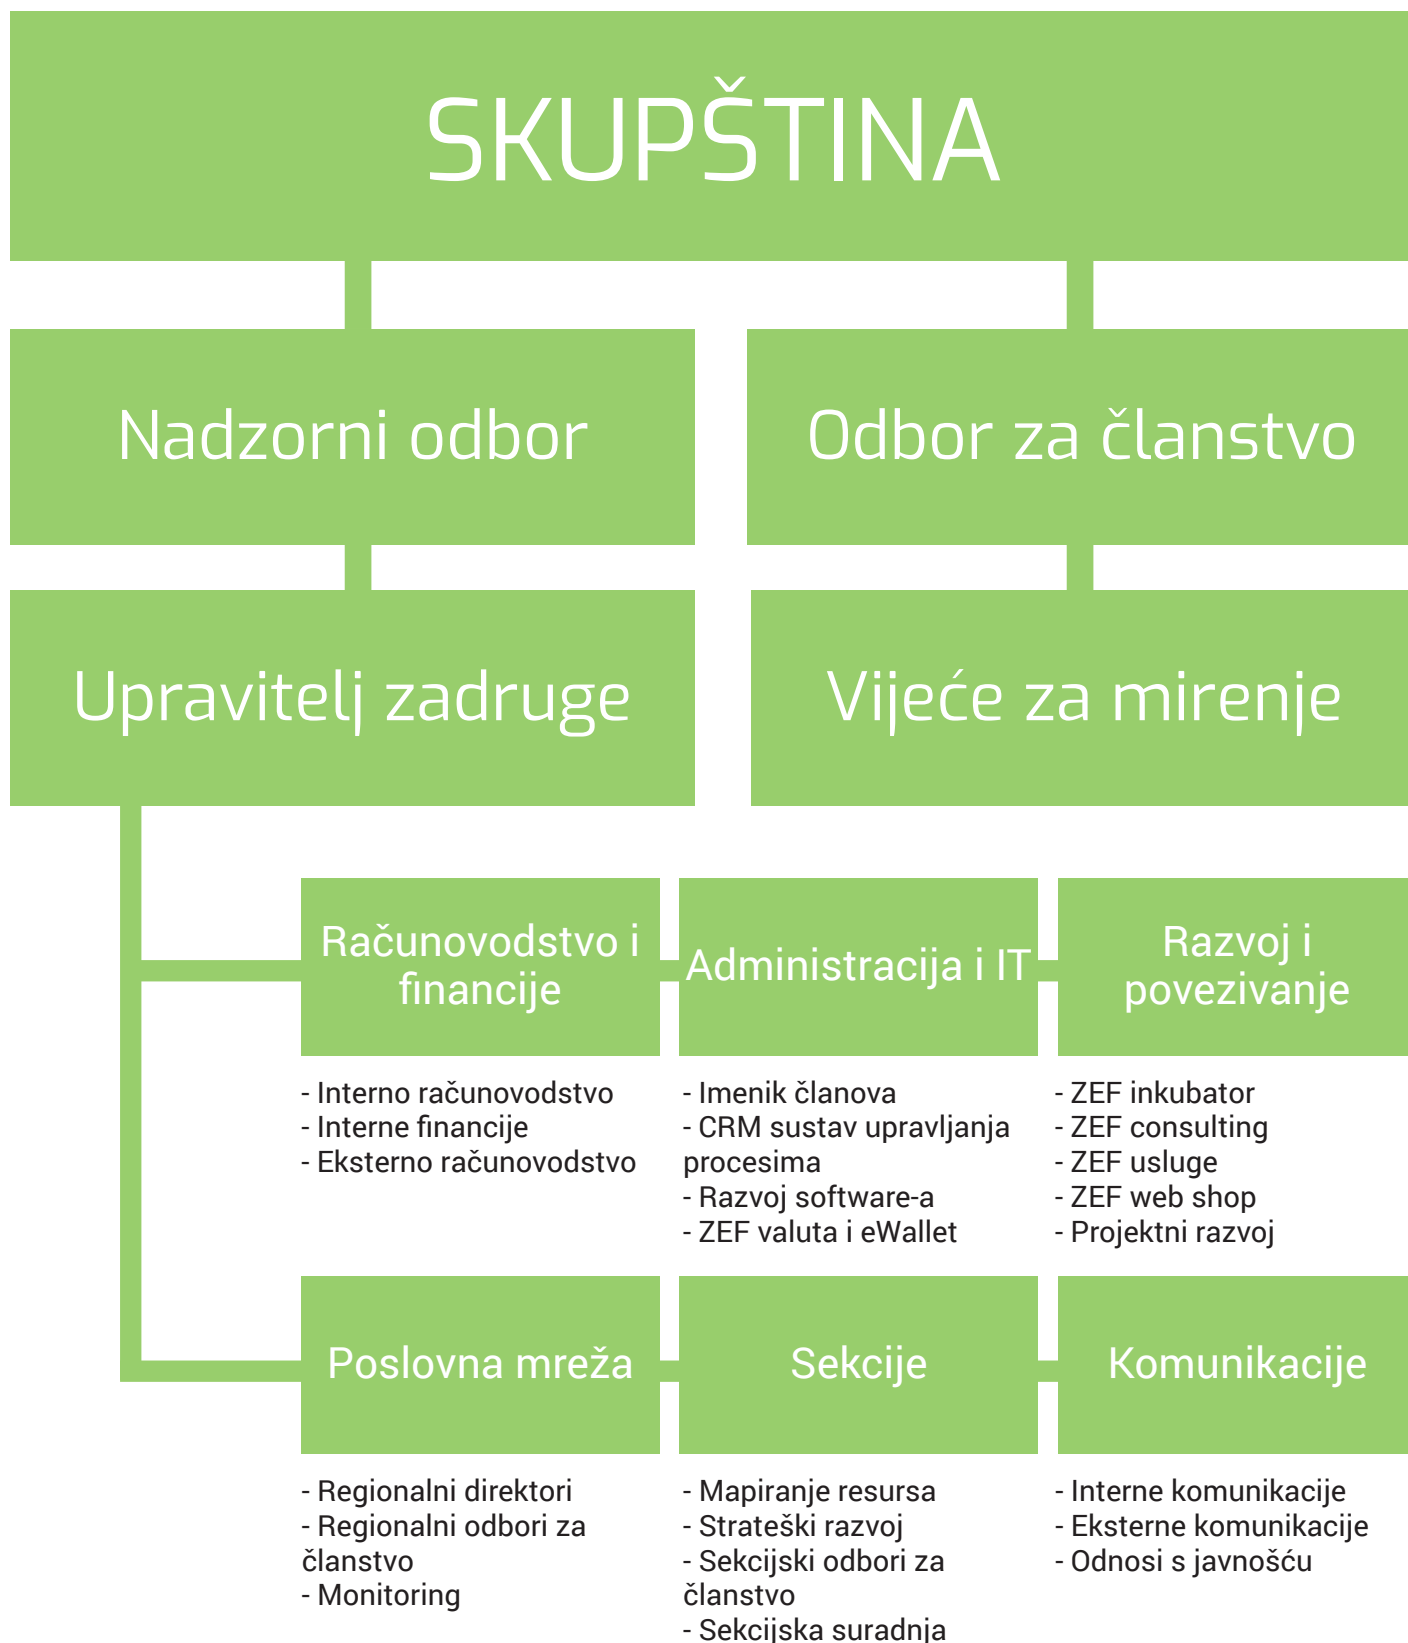 SKUPŠTINA
Nadzorni odbor
Odbor za članstvo
Upravitelj zadruge
Vijeće za mirenje
Računovodstvo i
financije
Administracija i IT
Razvoj i
povezivanje
- Interno računovodstvo
- Interne financije
- Eksterno računovodstvo
- Imenik članova
- CRM sustav upravljanja
procesima
- Razvoj software-a
- ZEF valuta i eWallet
- ZEF inkubator
- ZEF consulting
- ZEF usluge
- ZEF web shop
- Projektni razvoj
Poslovna mreža
Sekcije
Komunikacije
- Regionalni direktori
- Regionalni odbori za
članstvo
- Monitoring
- Mapiranje resursa
- Strateški razvoj
- Sekcijski odbori za
članstvo
- Sekcijska suradnja
- Interne komunikacije
- Eksterne komunikacije
- Odnosi s javnošću